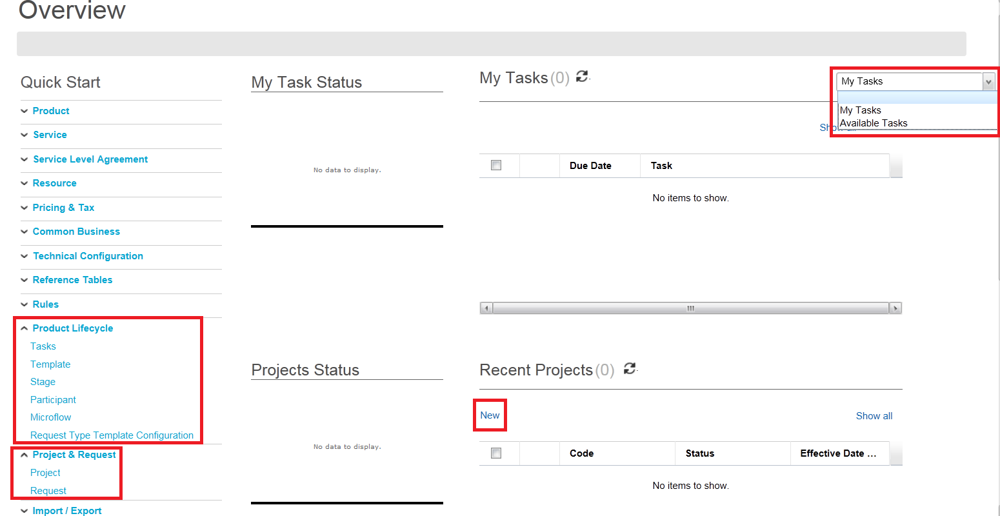 Overview
Quick Start
Product
Service
Service Level Agreement
Resource
Pricing & Tax
Common Business
Technical Configuration
Reference Tables
Rules
Product Lifecycle
Tasks
Template
Stage
Participant
Microflow
Request Type Template Configuration
Project & Request
Project
Request
Import / Export
My Task Status
No data to display.
Projects Status
No data to display.
My Tasks (0)
My Tasks
My Tasks
Available Tasks
Due Date Task
No items to show.
Recent Projects (0)
New Show all
Code Status Effective Date ...
No items to show.